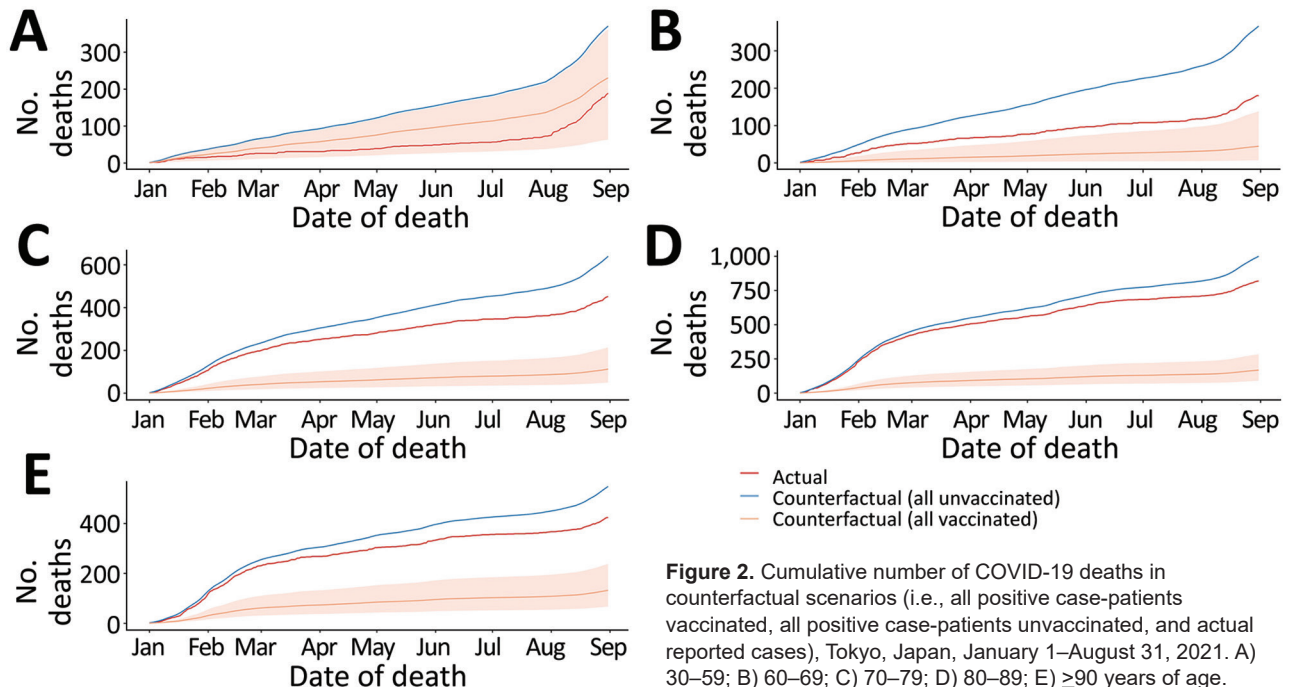 A
No.
deaths
300
200
100
0
Jan Feb Mar Apr May Jun Jul Aug Sep
Date of death
B
No.
deaths
300
200
100
0
Jan Feb Mar Apr May Jun Jul Aug Sep
Date of death
C
No.
deaths
600
400
200
0
Jan Feb Mar Apr May Jun Jul Aug Sep
Date of death
D
No.
deaths
1,000
750
500
250
0
Jan Feb Mar Apr May Jun Jul Aug Sep
Date of death
E
No.
deaths
400
200
0
Jan Feb Mar Apr May Jun Jul Aug Sep
Date of death
Actual
Counterfactual (all unvaccinated)
Counterfactual (all vaccinated)
Figure 2. Cumulative number of COVID-19 deaths in
counterfactual scenarios (i.e., all positive case-patients
vaccinated, all positive case-patients unvaccinated, and actual
reported cases), Tokyo, Japan, January 1–August 31, 2021. A)
30–59; B) 60–69; C) 70–79; D) 80–89; E) ≥90 years of age.